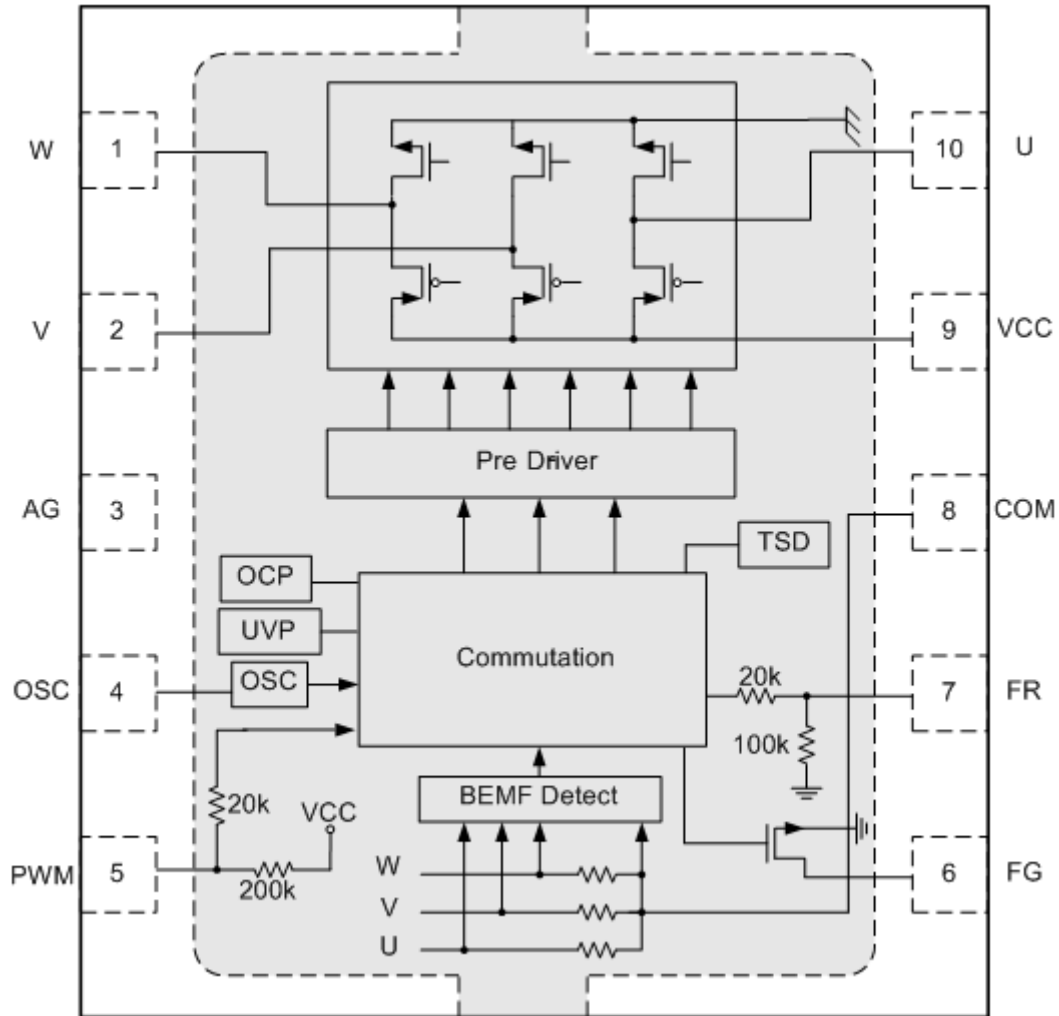 W 1 10 U
V 2 9 VCC
Pre Driver
AG 3 8 COM
TSD
OCP
UVP
Commutation
OSC 4 OSC 20k 7 FR
100k
20k VCC BEMF Detect
PWM 5 200k W 6 FG
V
U